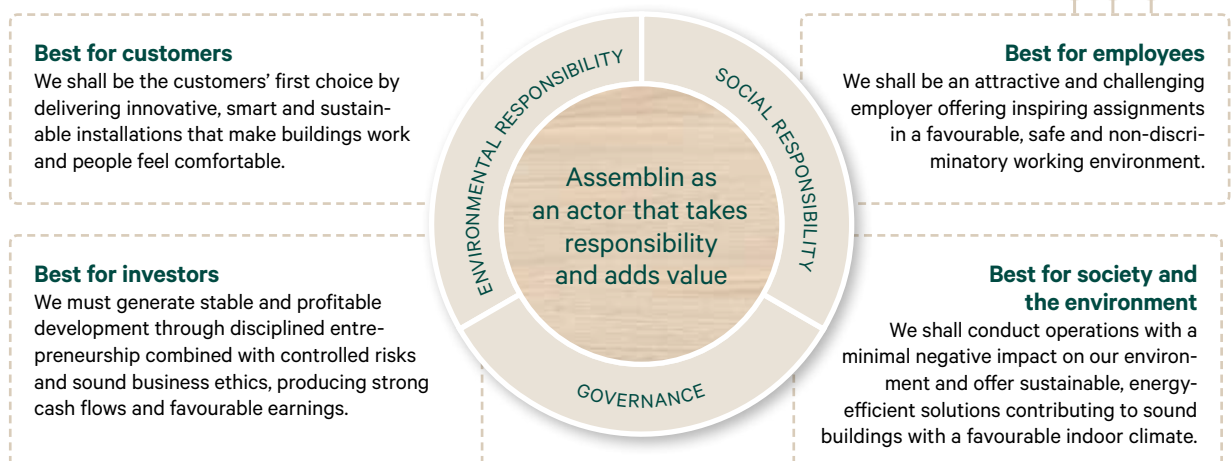 Best for customers
We shall be the customers’ first choice by
delivering innovative, smart and sustain-
able installations that make buildings work
and people feel comfortable.
Best for investors
We must generate stable and profitable
development through disciplined entre-
preneurship combined with controlled risks
and sound business ethics, producing strong
cash flows and favourable earnings.
ENVIRONMENTAL RESPONSIBILITY
SOCIAL RESPONSIBILITY
GOVERNANCE
Assemblin as
an actor that takes
responsibility
and adds value
Best for employees
We shall be an attractive and challenging
employer offering inspiring assignments
in a favourable, safe and non-discri-
minatory working environment.
Best for society and
the environment
We shall conduct operations with a
minimal negative impact on our environ-
ment and offer sustainable, energy-
efficient solutions contributing to sound
buildings with a favourable indoor climate.